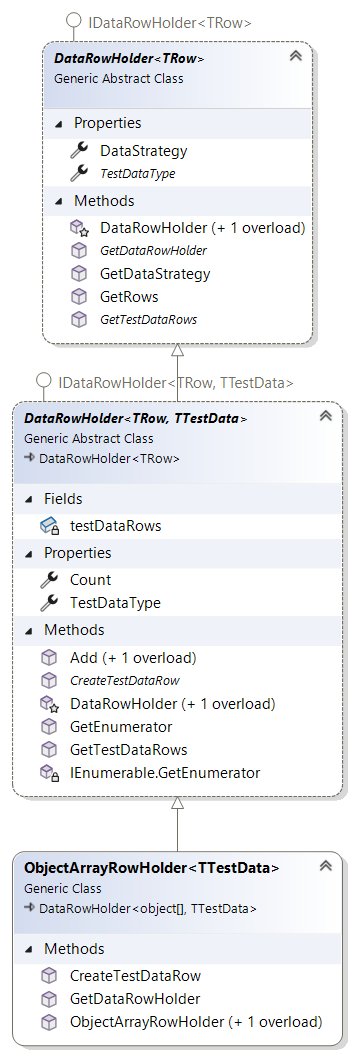 IDataRowHolder<TRow>
DataRowHolder<TRow>
Generic Abstract Class
Properties
DataStrategy
TestDataType
Methods
DataRowHolder (+ 1 overload)
GetDataRowHolder
GetDataStrategy
GetRows
GetTestDataRows
IDataRowHolder<TRow, TTestData>
DataRowHolder<TRow, TTestData>
Generic Abstract Class
DataRowHolder<TRow>
Fields
testDataRows
Properties
Count
TestDataType
Methods
Add (+ 1 overload)
CreateTestDataRow
DataRowHolder (+ 1 overload)
GetEnumerator
GetTestDataRows
IEnumerable.GetEnumerator
ObjectArrayRowHolder<TTestData>
Generic Class
DataRowHolder<object[], TTestData>
Methods
CreateTestDataRow
GetDataRowHolder
ObjectArrayRowHolder (+ 1 overload)